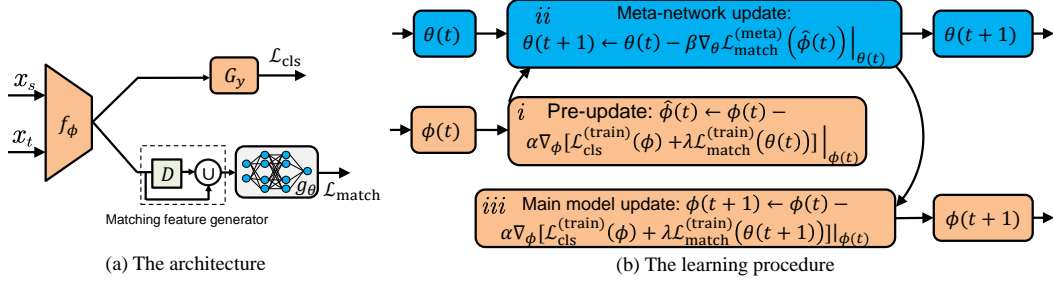 x_s
x_t
f_ϕ
G_y
ℒ_cls
D
∪
g_θ
ℒ_match
Matching feature generator
(a) The architecture
θ(t)
ii Meta-network update:
θ(t + 1) ← θ(t) − β∇_θ ℒ_match^(meta) (ϕ̂(t)) |_θ(t)
θ(t + 1)
ϕ(t)
i Pre-update: ϕ̂(t) ← ϕ(t) −
α∇_ϕ[ℒ_cls^(train)(ϕ) +λℒ_match^(train)(θ(t))] |_ϕ(t)
iii Main model update: ϕ(t + 1) ← ϕ(t) −
α∇_ϕ[ℒ_cls^(train)(ϕ) + λℒ_match^(train)(θ(t + 1))]|_ϕ(t)
ϕ(t + 1)
(b) The learning procedure